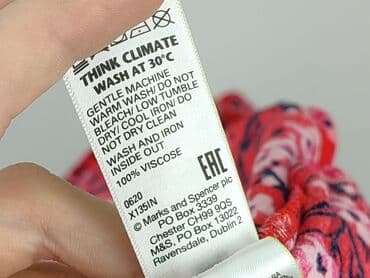 THINK CLIMATE
WASH AT 30°C
GENTLE MACHINE
WARM WASH/DO NOT
BLEACH/LOW TUMBLE
DRY/COOL IRON/DO
NOT DRY CLEAN
WASH AND IRON
INSIDE OUT
100% VISCOSE
0620
X135IN
EAC
© Marks and Spencer plc
PO Box 3339
Chester CH99 9QS
M&S, PO BOX 13022
Ravensdale, Dublin 2